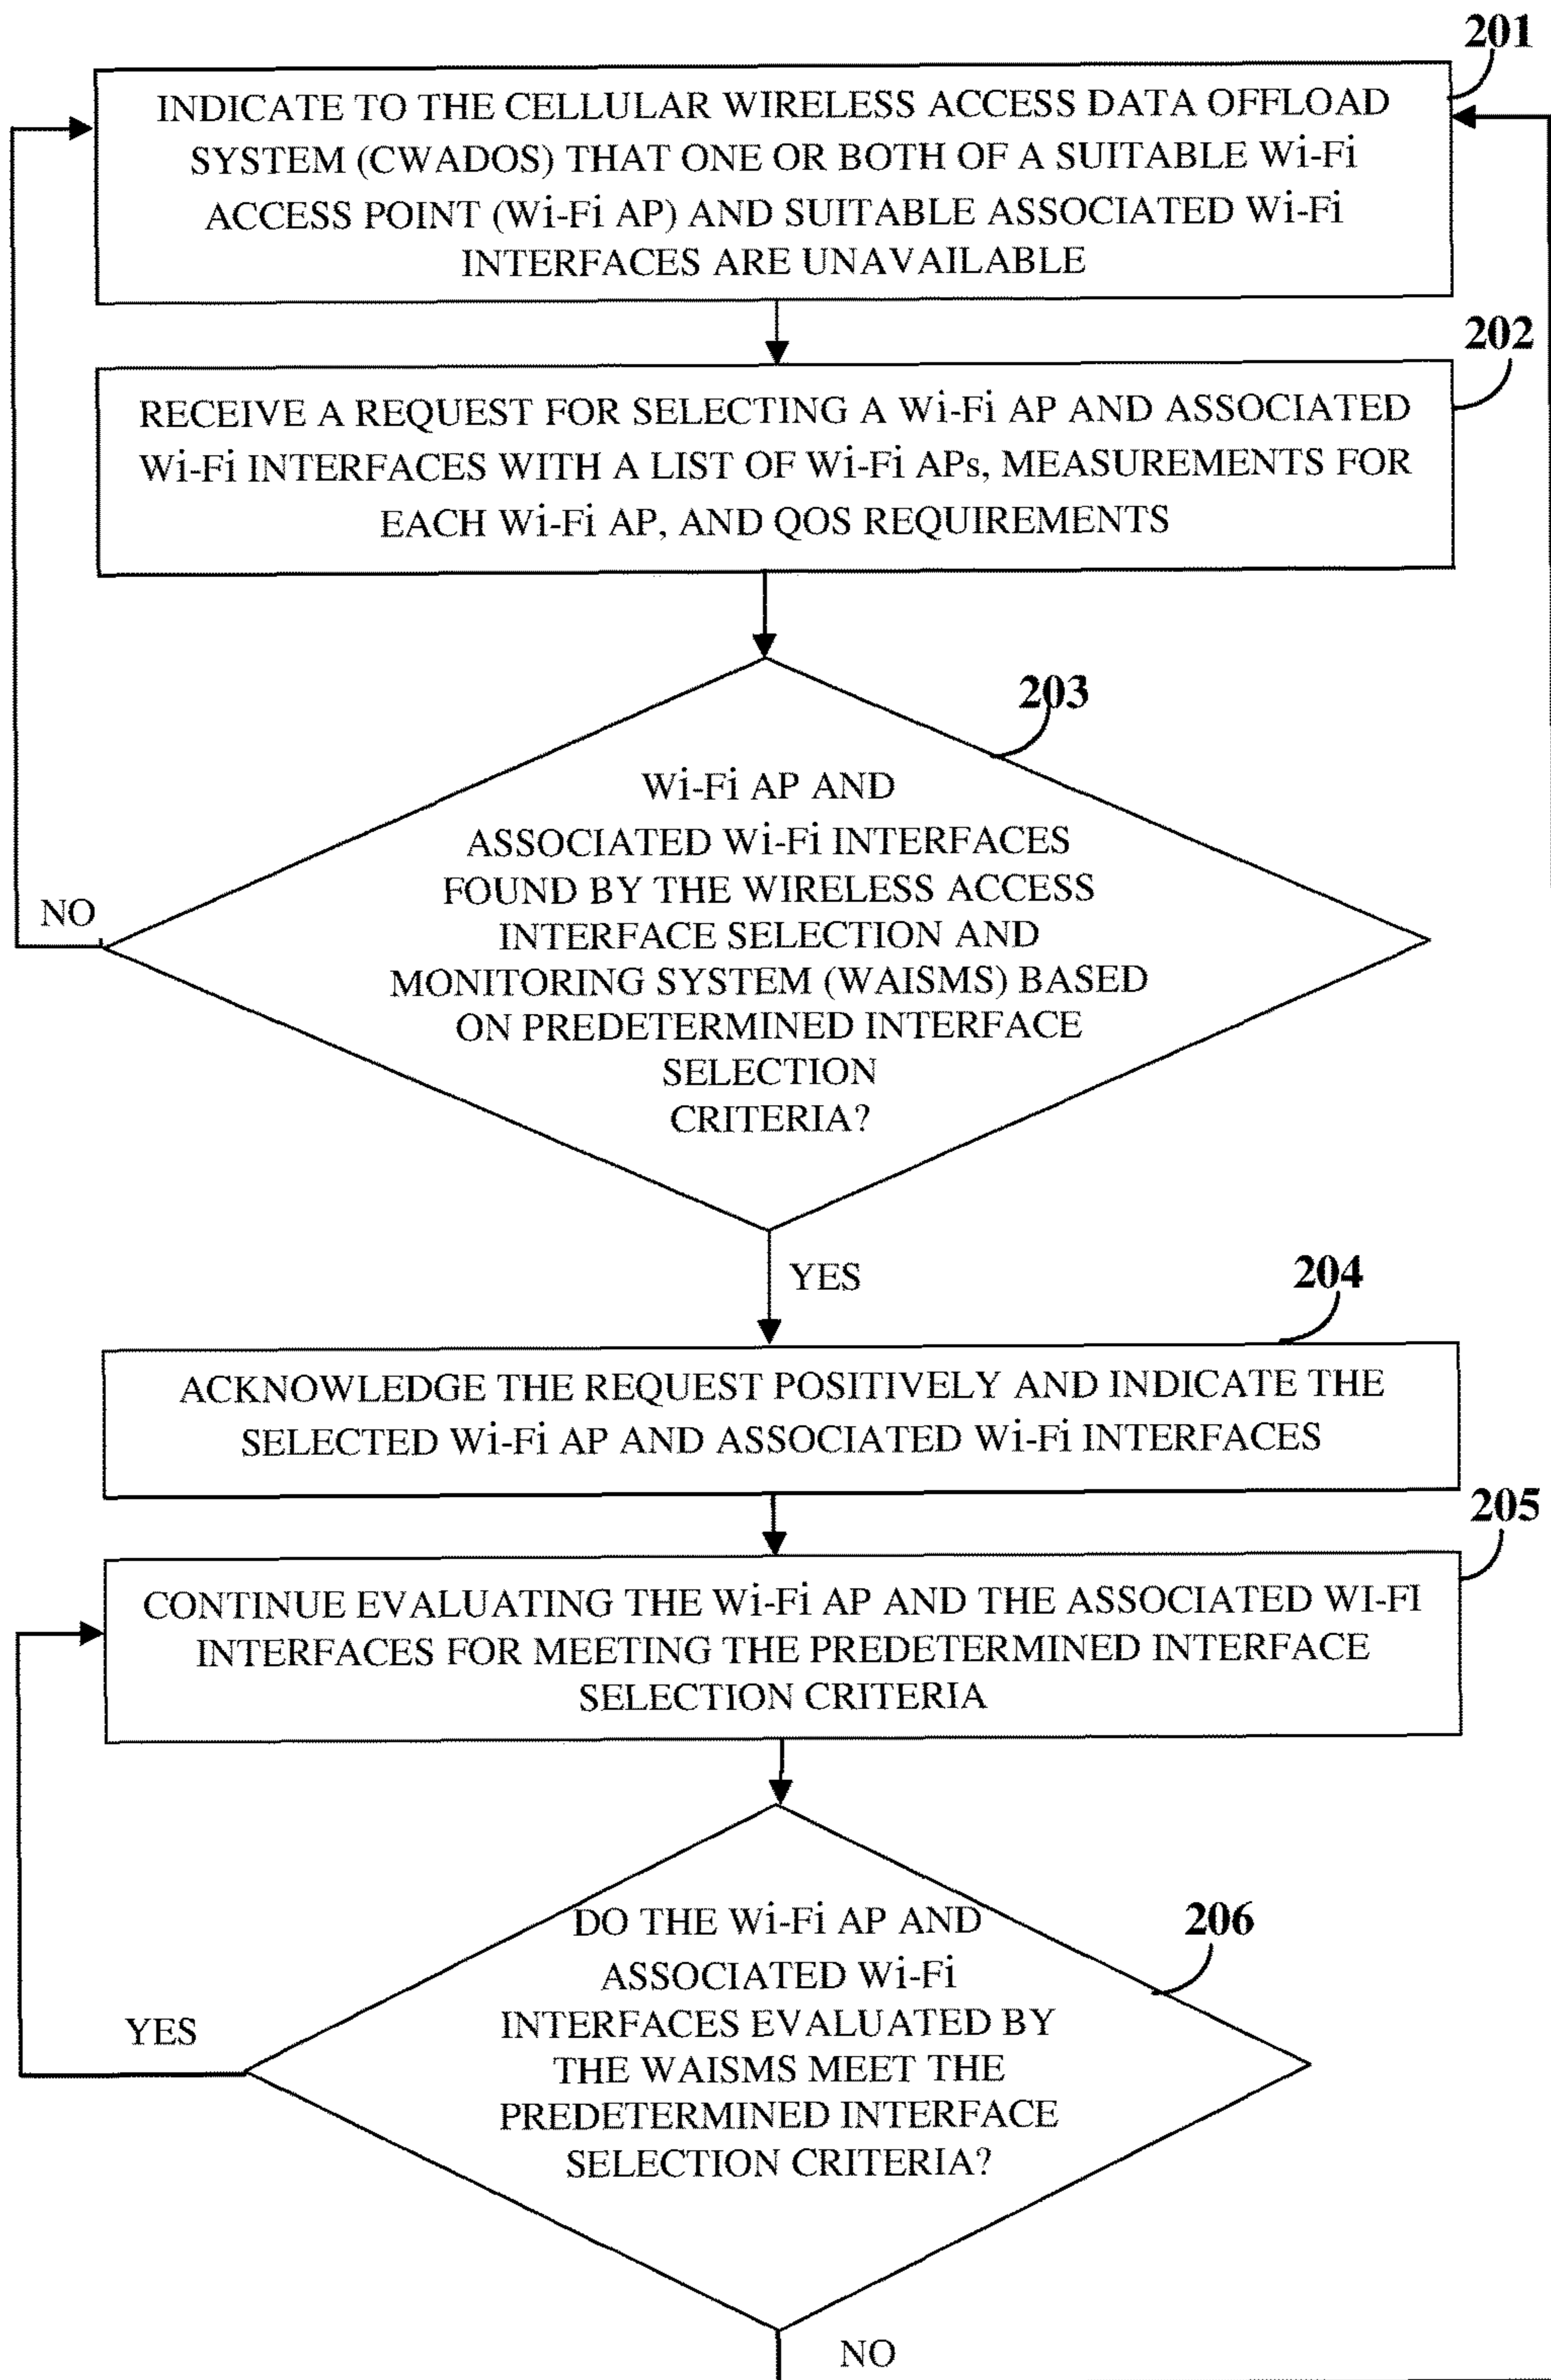 201
INDICATE TO THE CELLULAR WIRELESS ACCESS DATA OFFLOAD
SYSTEM (CWADOS) THAT ONE OR BOTH OF A SUITABLE Wi-Fi
ACCESS POINT (Wi-Fi AP) AND SUITABLE ASSOCIATED Wi-Fi
INTERFACES ARE UNAVAILABLE
202
RECEIVE A REQUEST FOR SELECTING A Wi-Fi AP AND ASSOCIATED
Wi-Fi INTERFACES WITH A LIST OF Wi-Fi APs, MEASUREMENTS FOR
EACH Wi-Fi AP, AND QOS REQUIREMENTS
203
Wi-Fi AP AND
ASSOCIATED Wi-Fi INTERFACES
FOUND BY THE WIRELESS ACCESS
INTERFACE SELECTION AND
MONITORING SYSTEM (WAISMS) BASED
ON PREDETERMINED INTERFACE
SELECTION
CRITERIA?
NO
YES
204
ACKNOWLEDGE THE REQUEST POSITIVELY AND INDICATE THE
SELECTED Wi-Fi AP AND ASSOCIATED Wi-Fi INTERFACES
205
CONTINUE EVALUATING THE Wi-Fi AP AND THE ASSOCIATED WI-FI
INTERFACES FOR MEETING THE PREDETERMINED INTERFACE
SELECTION CRITERIA
206
DO THE Wi-Fi AP AND
ASSOCIATED Wi-Fi
INTERFACES EVALUATED BY
THE WAISMS MEET THE
PREDETERMINED INTERFACE
SELECTION CRITERIA?
YES
NO